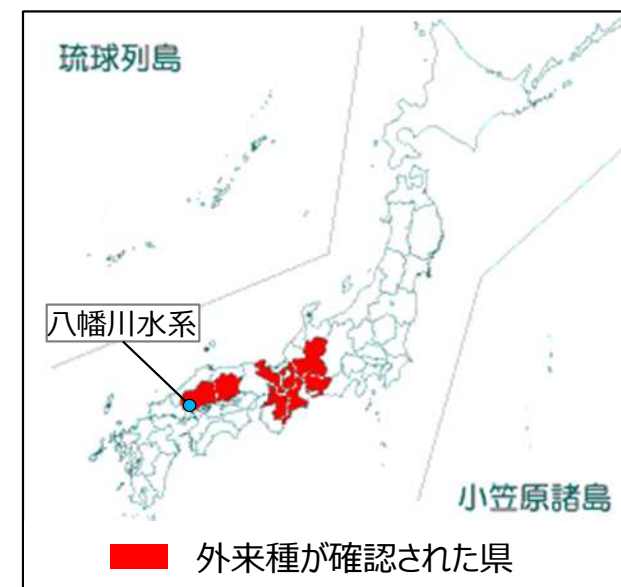 琉球列島
八幡川水系
小笠原諸島
外来種が確認された県